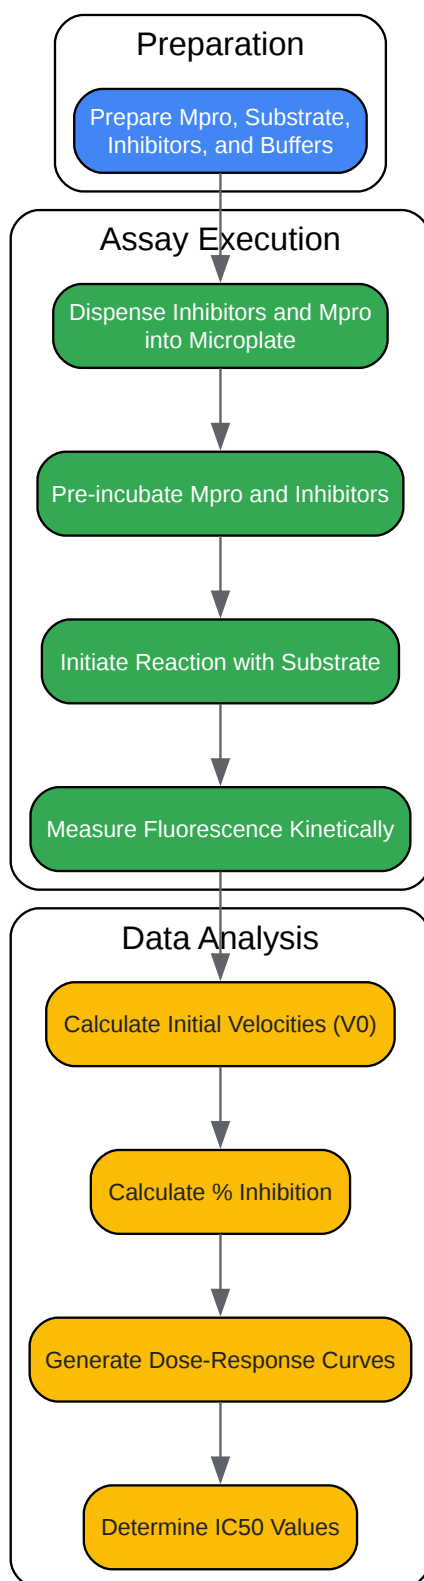 Preparation
Prepare Mpro, Substrate,
Inhibitors, and Buffers
Assay Execution
Dispense Inhibitors and Mpro
into Microplate
Pre-incubate Mpro and Inhibitors
Initiate Reaction with Substrate
Measure Fluorescence Kinetically
Data Analysis
Calculate Initial Velocities (V0)
Calculate % Inhibition
Generate Dose-Response Curves
Determine IC50 Values